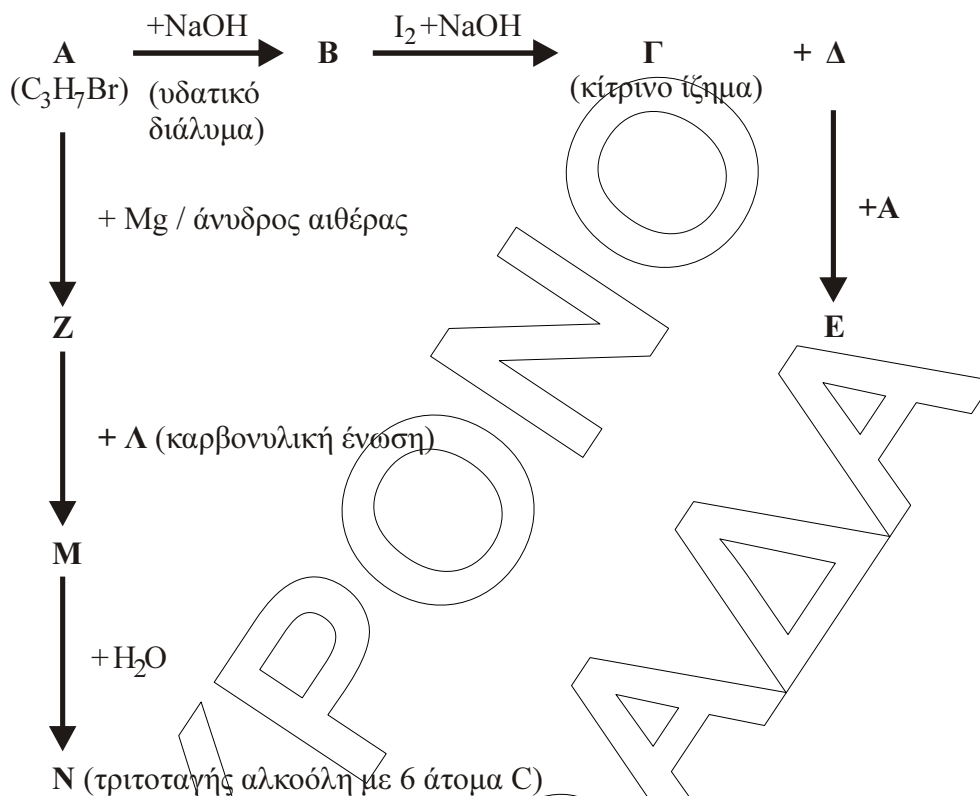 +NaOH I₂+NaOH
Α Β Γ + Δ
(C₃H₇Br) (υδατικό (κίτρινο ίζημα)
διάλυμα)
+ Mg / άνυδρος αιθέρας +Α
Ζ Ε
+ Λ (καρβονυλική ένωση)
Μ
+H₂O
Ν (τριτοταγής αλκοόλη με 6 άτομα C)